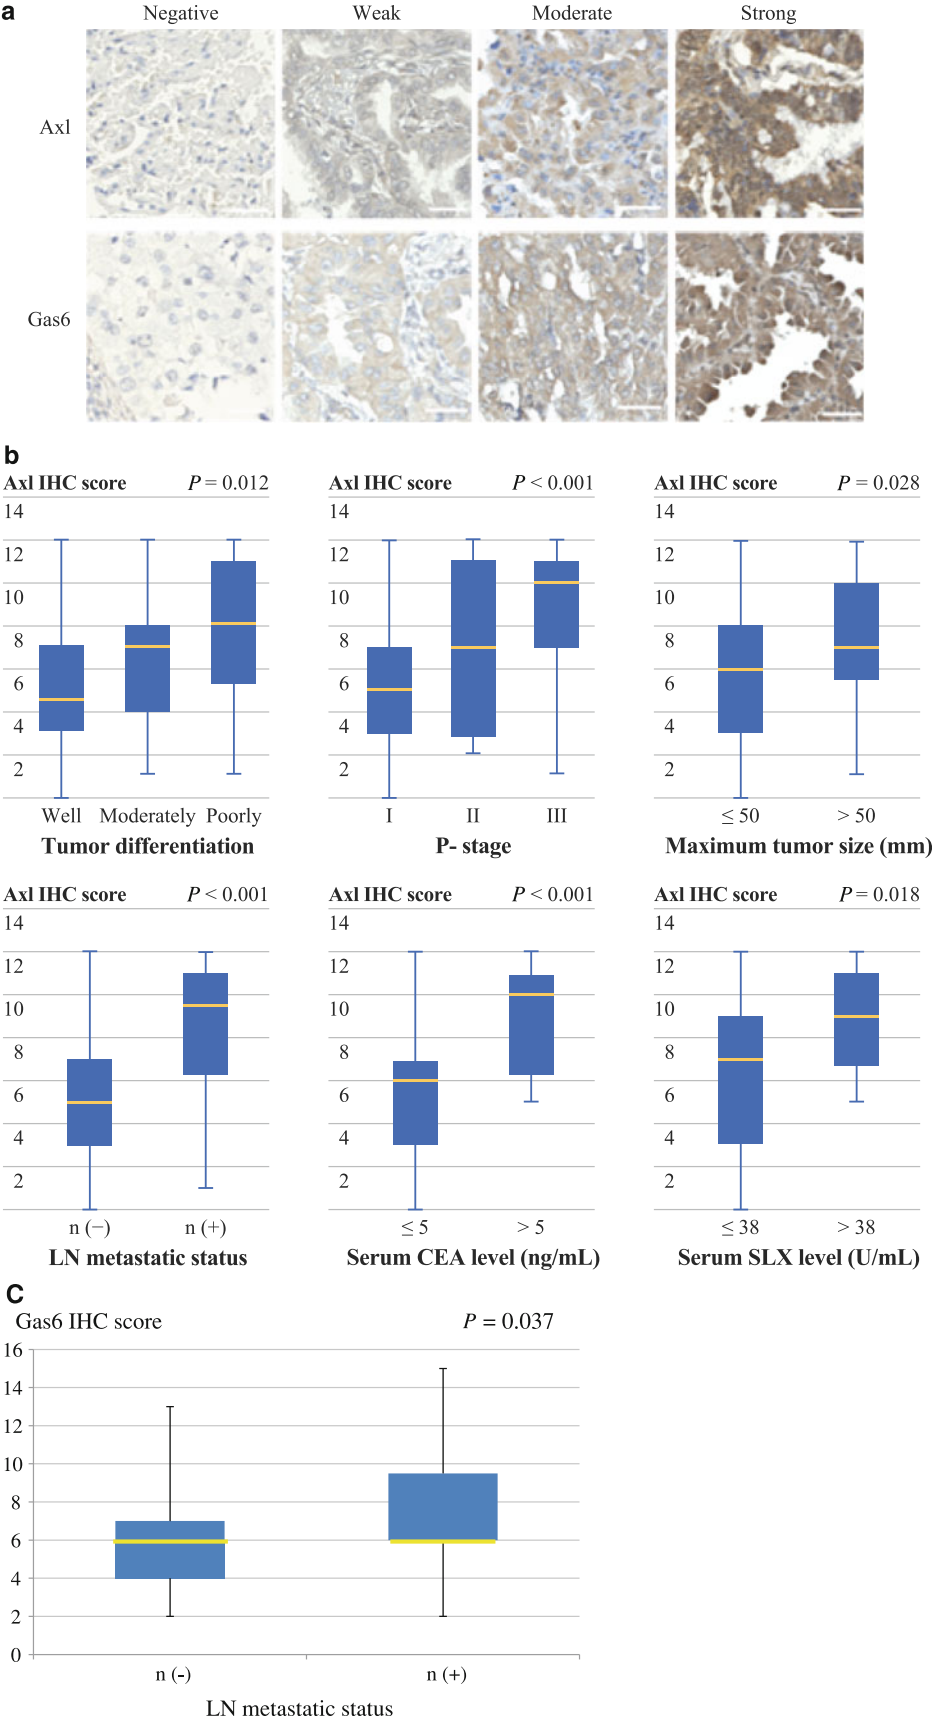 a
Negative Weak Moderate Strong
Axl
Gas6
b
Axl IHC score P = 0.012
14
12
10
8
6
4
2
Well Moderately Poorly
Tumor differentiation
Axl IHC score P < 0.001
14
12
10
8
6
4
2
I II III
P- stage
Axl IHC score P = 0.028
14
12
10
8
6
4
2
≤ 50 > 50
Maximum tumor size (mm)
Axl IHC score P < 0.001
14
12
10
8
6
4
2
n (−) n (+)
LN metastatic status
Axl IHC score P < 0.001
14
12
10
8
6
4
2
≤ 5 > 5
Serum CEA level (ng/mL)
Axl IHC score P = 0.018
14
12
10
8
6
4
2
≤ 38 > 38
Serum SLX level (U/mL)
C
Gas6 IHC score P = 0.037
16
14
12
10
8
6
4
2
0
n (-) n (+)
LN metastatic status